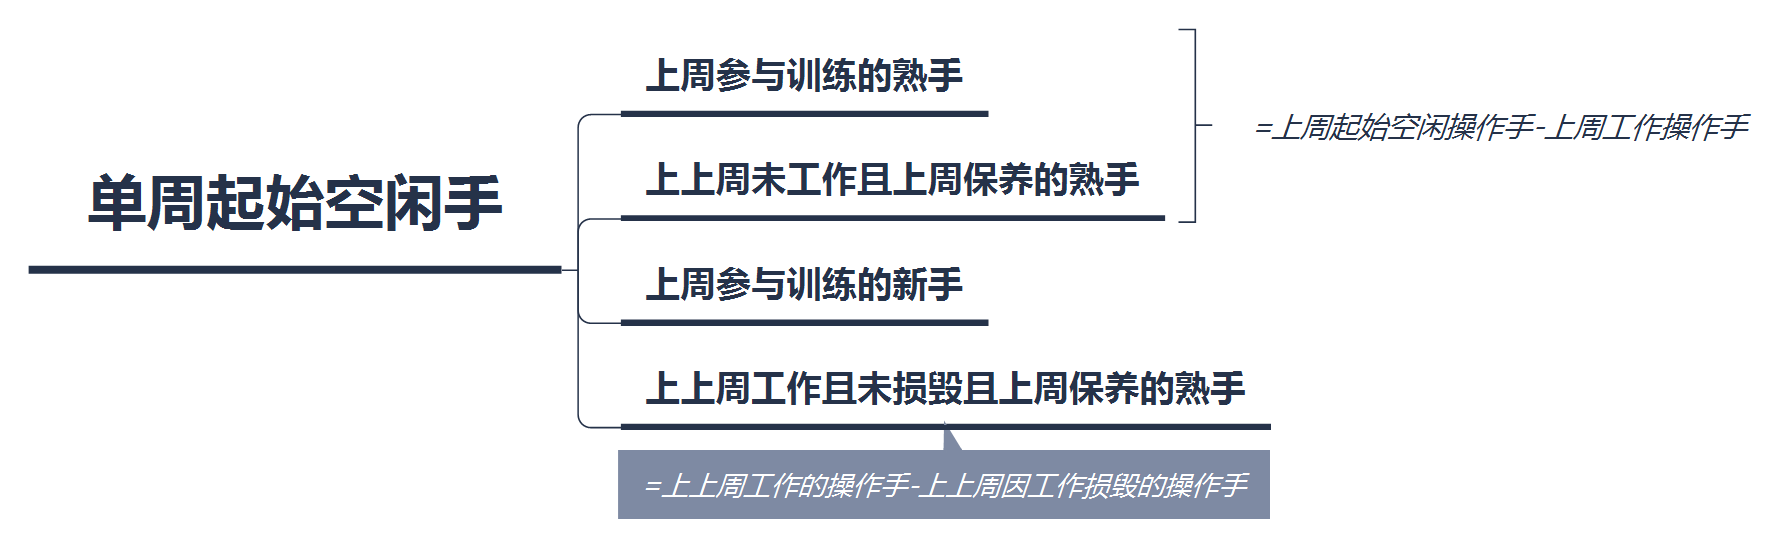 单周起始空闲手
上周参与训练的熟手
上上周未工作且上周保养的熟手
=上周起始空闲操作手-上周工作操作手
上周参与训练的新手
上上周工作且未损毁且上周保养的熟手
=上上周工作的操作手-上上周因工作损毁的操作手